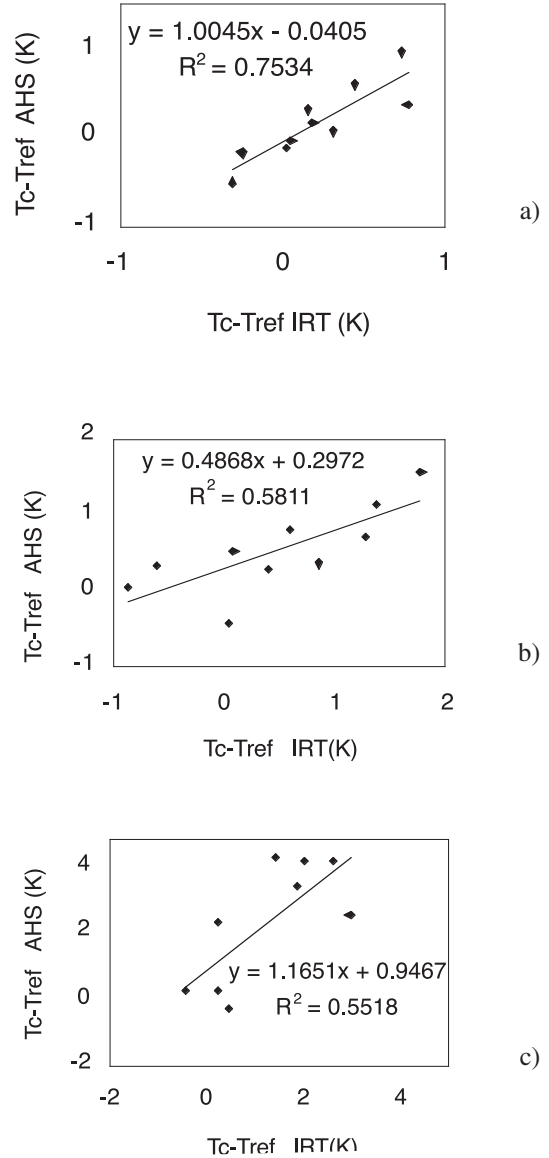 y = 1.0045x - 0.0405
R² = 0.7534
Tc-Tref AHS (K)
1
0
-1
-1 0 1
Tc-Tref IRT (K)
a)
y = 0.4868x + 0.2972
R² = 0.5811
Tc-Tref AHS (K)
2
1
0
-1
-1 0 1 2
Tc-Tref IRT(K)
b)
y = 1.1651x + 0.9467
R² = 0.5518
Tc-Tref AHS (K)
4
2
0
-2
-2 0 2 4
Tc-Tref IRT(K)
c)